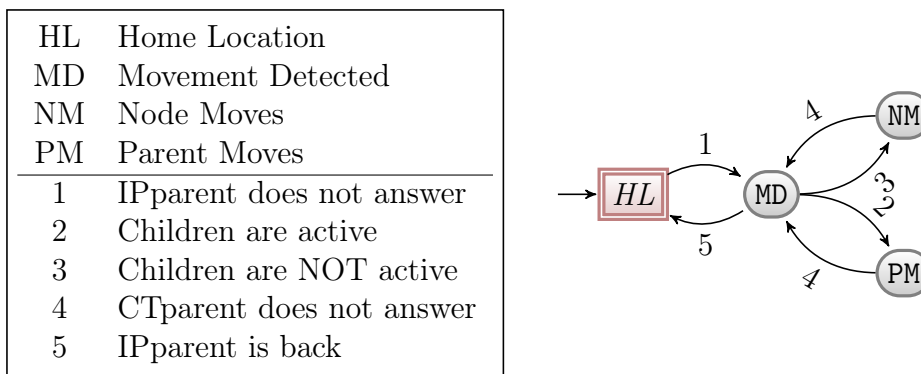 HL Home Location
MD Movement Detected
NM Node Moves
PM Parent Moves
1 IPparent does not answer
2 Children are active
3 Children are NOT active
4 CTparent does not answer
5 IPparent is back
4
NM
1
3
HL
MD
2
5
4
PM